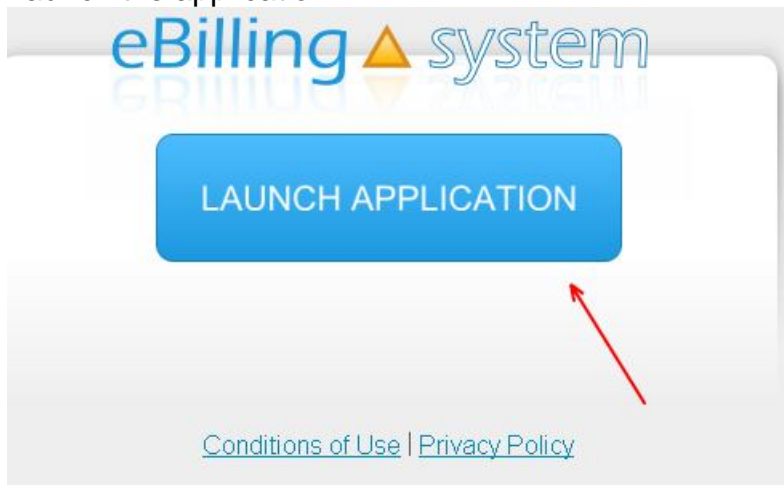 eBilling system
LAUNCH APPLICATION
Conditions of Use | Privacy Policy